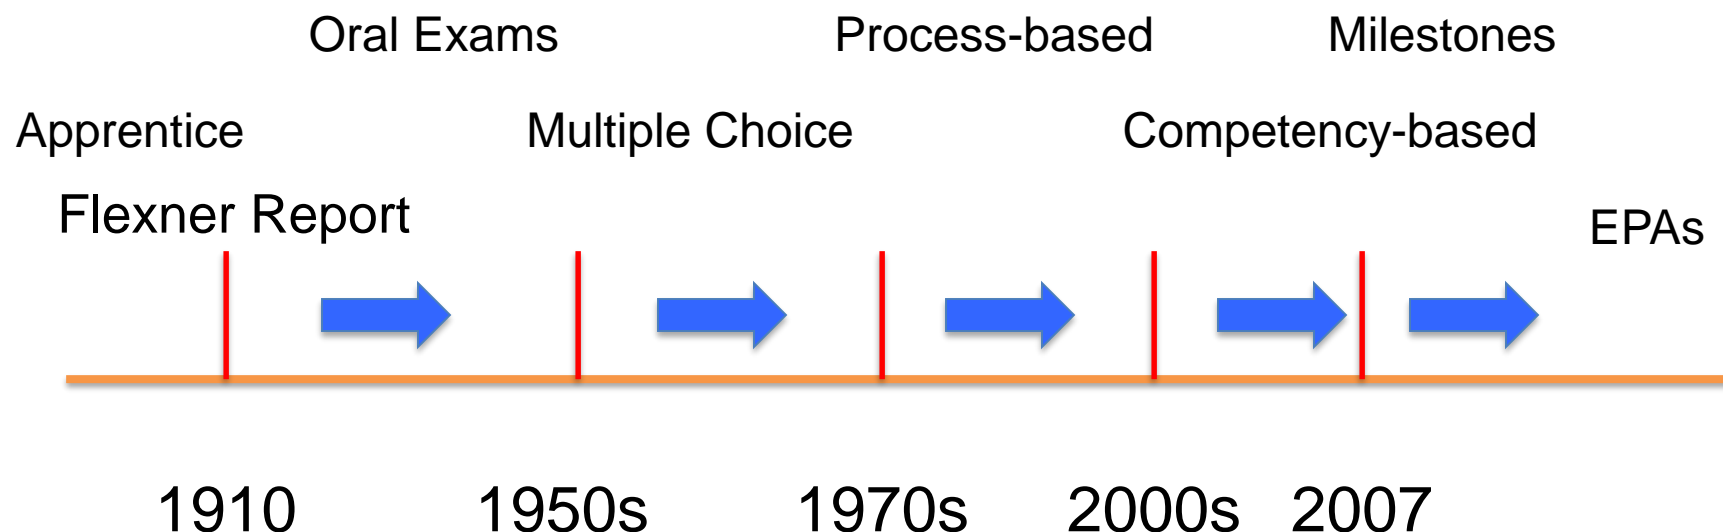 Oral Exams Process-based Milestones
Apprentice Multiple Choice Competency-based
Flexner Report EPAs
1910 1950s 1970s 2000s 2007